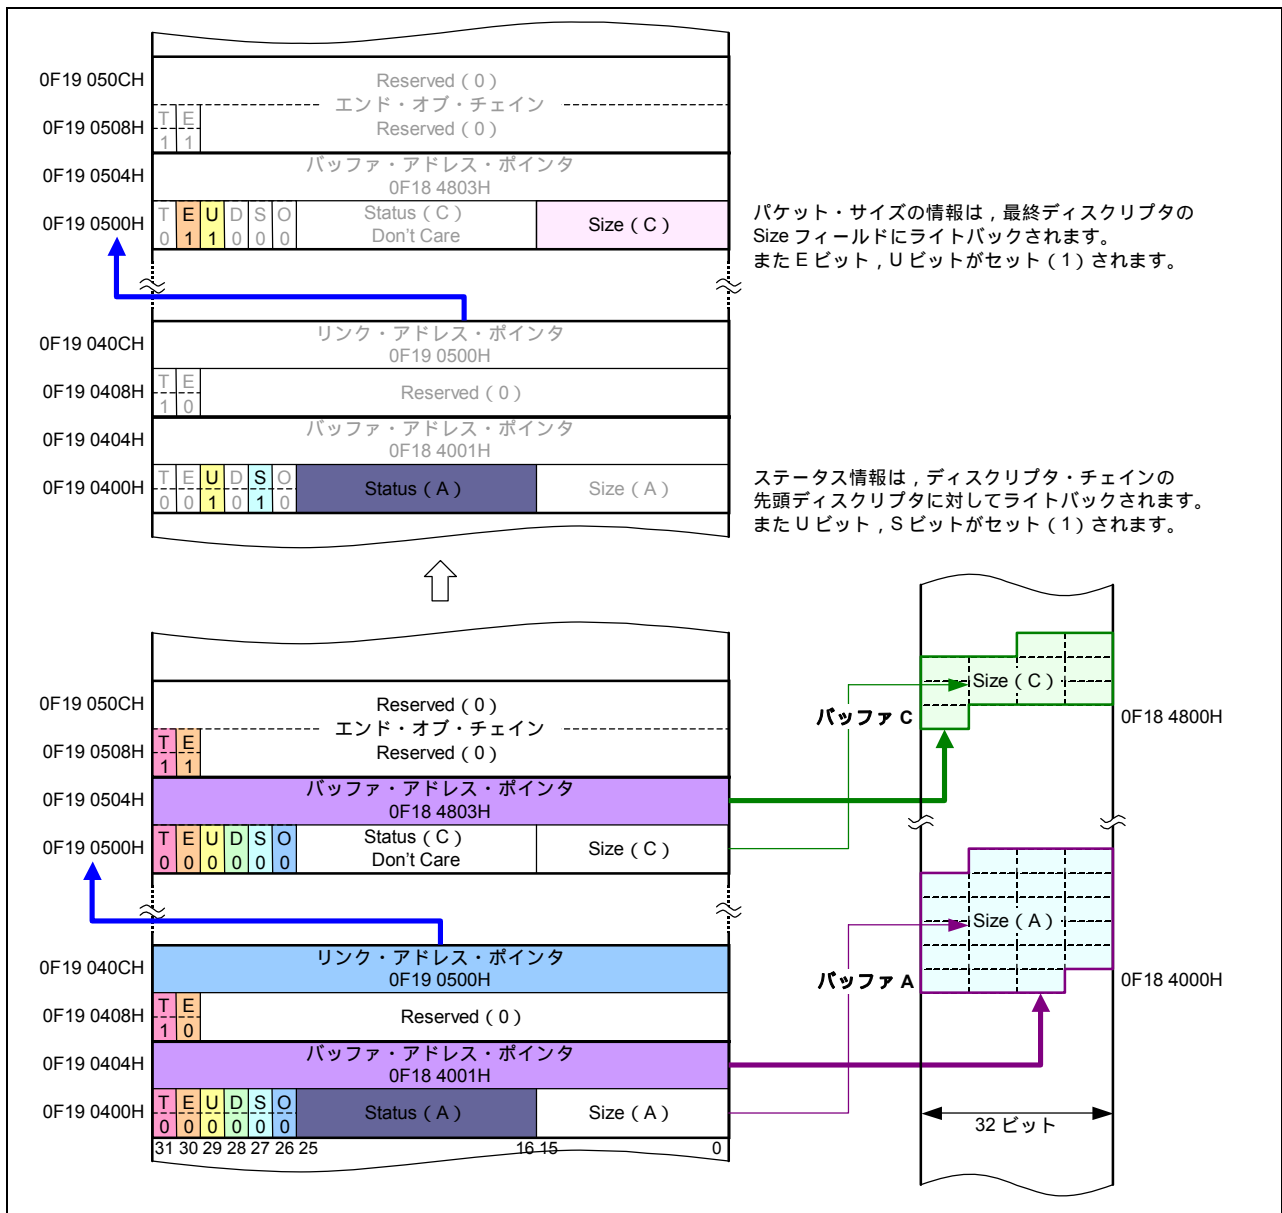 0F19 050CH
Reserved ( 0 )
エンド・オブ・チェイン
0F19 0508H
T E
1 1
Reserved ( 0 )
0F19 0504H
バッファ・アドレス・ポインタ
0F18 4803H
0F19 0500H
T E U D S O
0 1 1 0 0 0
Status ( C )
Don't Care
Size ( C )
パケット・サイズの情報は，最終ディスクリプタの
Size フィールドにライトバックされます。
また E ビット，U ビットがセット ( 1 ) されます。
0F19 040CH
リンク・アドレス・ポインタ
0F19 0500H
0F19 0408H
T E
1 0
Reserved ( 0 )
0F19 0404H
バッファ・アドレス・ポインタ
0F18 4001H
0F19 0400H
T E U D S O
0 0 1 0 1 0
Status ( A )
Size ( A )
ステータス情報は，ディスクリプタ・チェインの
先頭ディスクリプタに対してライトバックされます。
また U ビット，S ビットがセット ( 1 ) されます。
0F19 050CH
Reserved ( 0 )
エンド・オブ・チェイン
0F19 0508H
T E
1 1
Reserved ( 0 )
0F19 0504H
バッファ・アドレス・ポインタ
0F18 4803H
0F19 0500H
T E U D S O
0 0 0 0 0 0
Status ( C )
Don't Care
Size ( C )
Size ( C )
バッファ C
0F18 4800H
0F19 040CH
リンク・アドレス・ポインタ
0F19 0500H
0F19 0408H
T E
1 0
Reserved ( 0 )
0F19 0404H
バッファ・アドレス・ポインタ
0F18 4001H
0F19 0400H
T E U D S O
0 0 0 0 0 0
Status ( A )
Size ( A )
31 30 29 28 27 26 25 16 15 0
Size ( A )
バッファ A
0F18 4000H
32 ビット